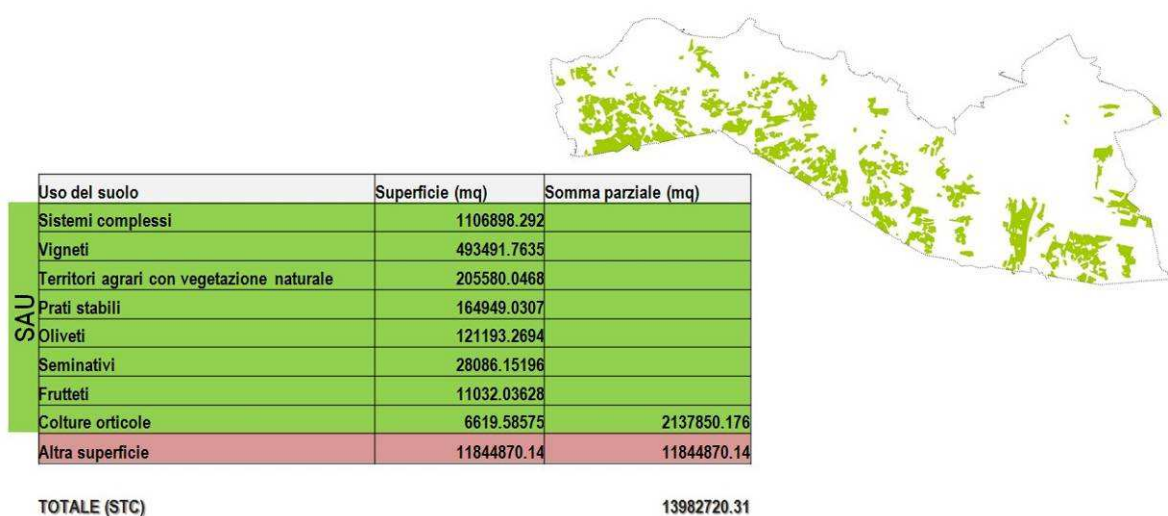 Uso del suolo Superficie (mq) Somma parziale (mq)
SAU
Sistemi complessi 1106898.292
Vigneti 493491.7635
Territori agrari con vegetazione naturale 205580.0468
Prati stabili 164949.0307
Oliveti 121193.2694
Seminativi 28086.15196
Frutteti 11032.03628
Colture orticole 6619.58575 2137850.176
Altra superficie 11844870.14 11844870.14
TOTALE (STC) 13982720.31